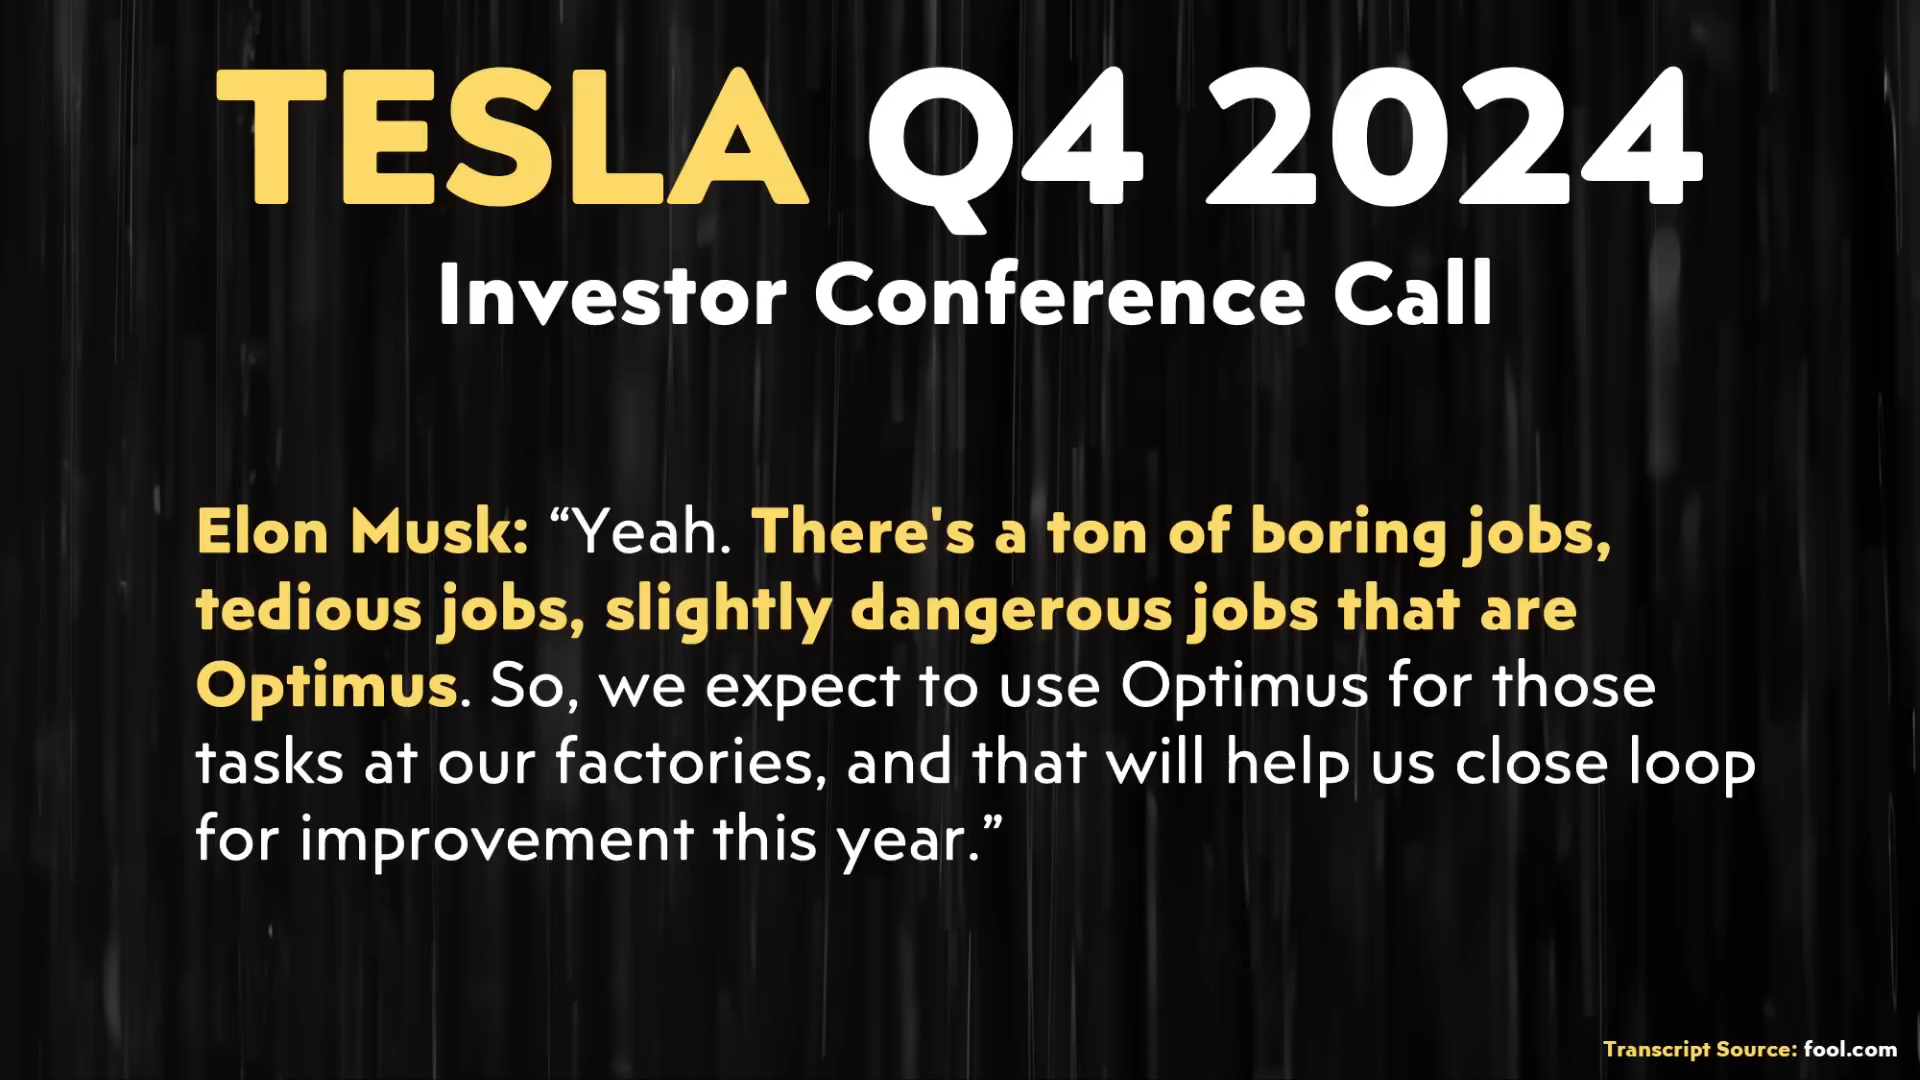 TESLA Q4 2024
Investor Conference Call
Elon Musk: “Yeah. There's a ton of boring jobs,
tedious jobs, slightly dangerous jobs that are
Optimus. So, we expect to use Optimus for those
tasks at our factories, and that will help us close loop
for improvement this year.”
Transcript Source: fool.com